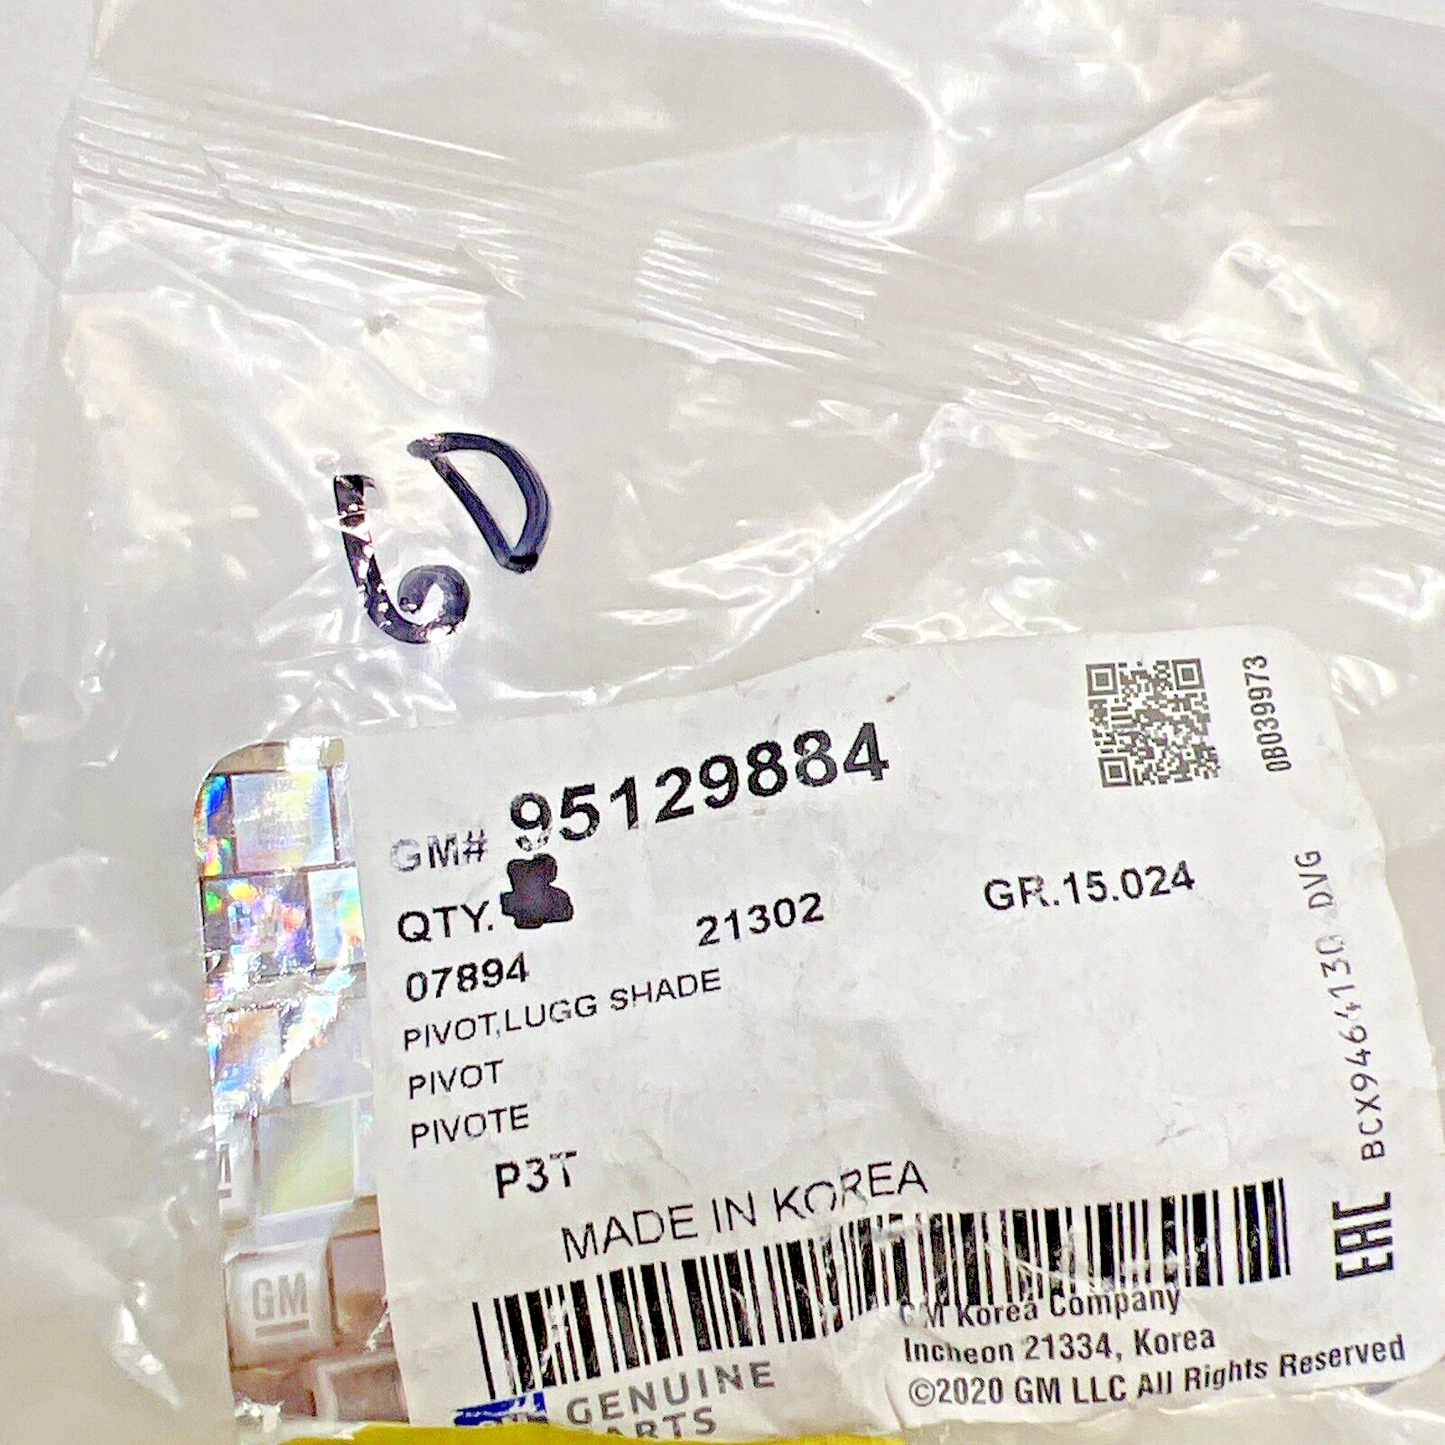 GM# 95129884
0B039973
QTY.
21302
GR.15.024
07894
PIVOT,LUGG SHADE
PIVOT
PIVOTE
P3T
MADE IN KOREA
BCX9464130 DVG
EAC
GM Korea Company
Incheon 21334, Korea
©2020 GM LLC All Rights Reserved
GENUINE
PARTS
GM